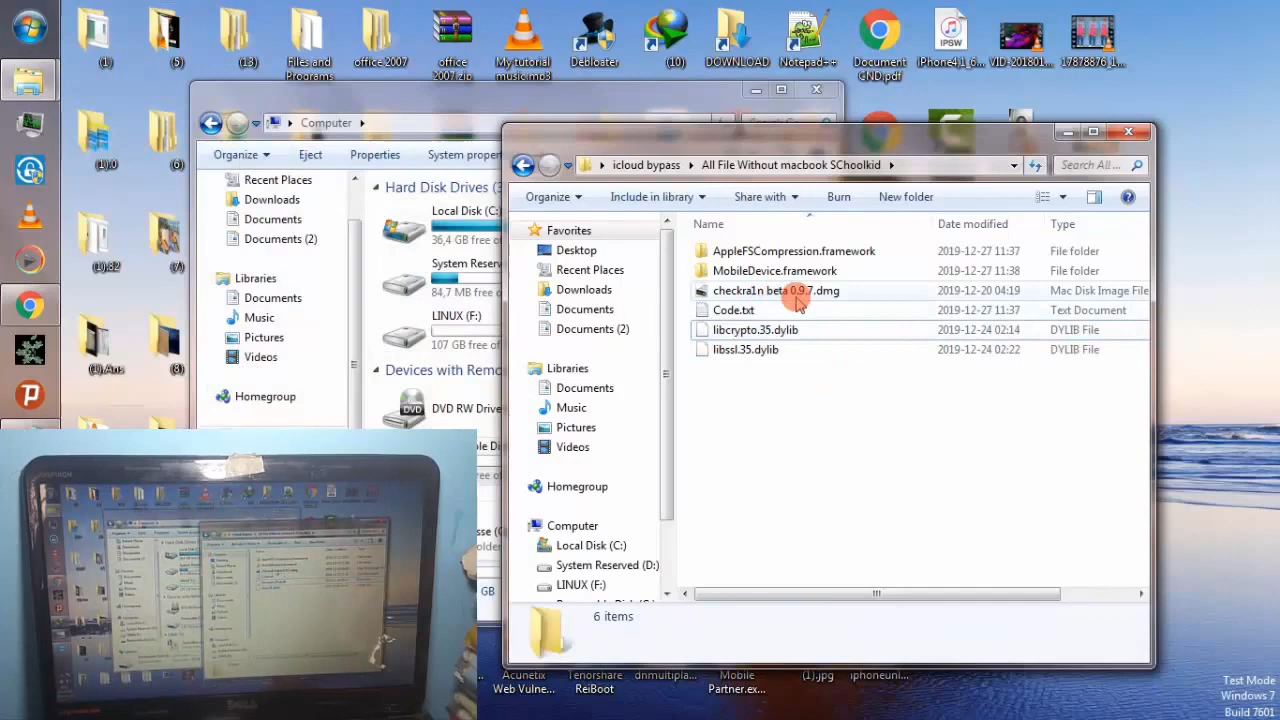 (1)
(5)
(13)
Files and Programs
office 2007
office 2007.zip
My tutorial music.mp3
Debloater
(10)
DOWNLOAD
Notepad++
Document GND.pdf
IPSW
iPhone4,1_6...
VID-201801...
17878876_1...
(1).0
(6)
(1).82
(7)
(1).Ans
(8)
Computer
Organize
Eject
Properties
System proper
Recent Places
Downloads
Documents
Documents (2)
Libraries
Documents
Music
Pictures
Videos
Homegroup
Hard Disk Drives (3
Local Disk (C:)
36,4 GB free o
System Reserve
84,7 MB free o
LINUX (F:)
107 GB free of
Devices with Remo
DVD
DVD RW Drive
GB
icloud bypass
All File Without macbook SChoolkid
Search All ...
Organize
Include in library
Share with
Burn
New folder
Favorites
Desktop
Recent Places
Downloads
Documents
Documents (2)
Libraries
Documents
Music
Pictures
Videos
Homegroup
Computer
Local Disk (C:)
System Reserved (D:)
LINUX (F:)
Name
Date modified
Type
AppleFSCompression.framework
2019-12-27 11:37
File folder
MobileDevice.framework
2019-12-27 11:38
File folder
checkra1n beta 0.9.7.dmg
2019-12-20 04:19
Mac Disk Image File
Code.txt
2019-12-27 11:37
Text Document
libcrypto.35.dylib
2019-12-24 02:14
DYLIB File
libssl.35.dylib
2019-12-24 02:22
DYLIB File
6 items
Acunetix Web Vulne...
Tenorshare ReiBoot
dnmultiplea...
Mobile Partner.ex...
(1).jpg
iphoneunl...
DELL
Test Mode
Windows 7
Build 7601